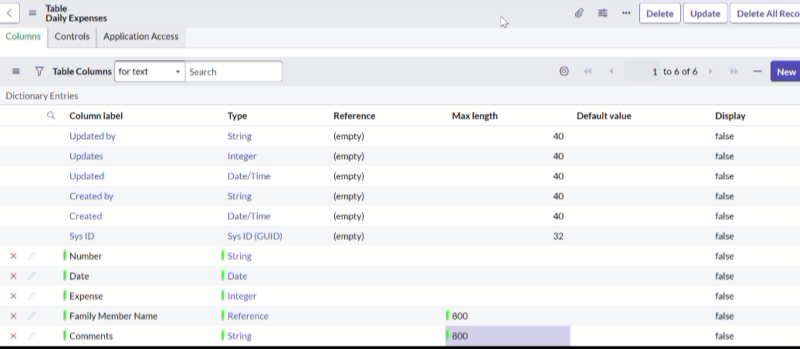 Table
Daily Expenses
Delete Update Delete All Reco
Columns Controls Application Access
Table Columns for text Search 1 to 6 of 6 New
Dictionary Entries
Column label Type Reference Max length Default value Display
Updated by String (empty) 40 false
Updates Integer (empty) 40 false
Updated Date/Time (empty) 40 false
Created by String (empty) 40 false
Created Date/Time (empty) 40 false
Sys ID Sys ID (GUID) (empty) 32 false
Number String false
Date Date false
Expense Integer false
Family Member Name Reference 800 false
Comments String 800 false